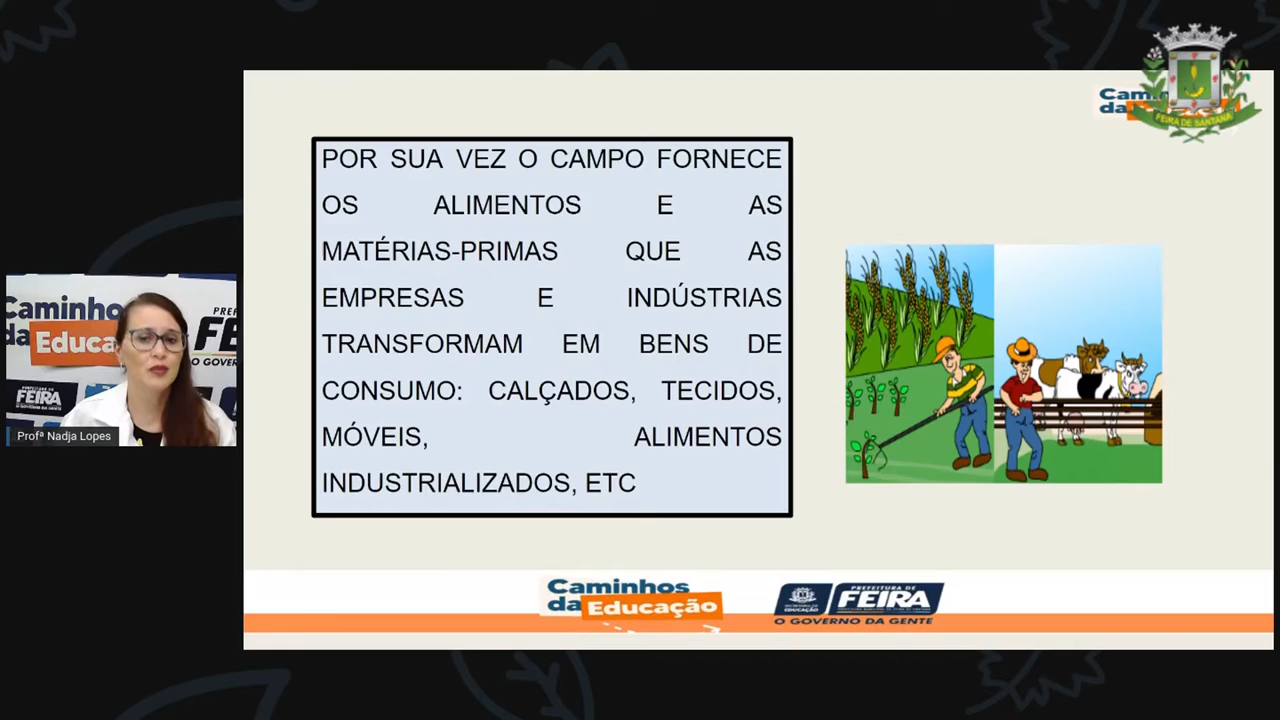 FEIRA DE SANTANA
POR SUA VEZ O CAMPO FORNECE
OS ALIMENTOS E AS
MATÉRIAS-PRIMAS QUE AS
EMPRESAS E INDÚSTRIAS
TRANSFORMAM EM BENS DE
CONSUMO: CALÇADOS, TECIDOS,
MÓVEIS, ALIMENTOS
INDUSTRIALIZADOS, ETC
Caminhos
da Educação
PREFEITURA DE
FEIRA
O GOVERNO DA GENTE
Profª Nadja Lopes
Caminhos
da Educa
FEIRA